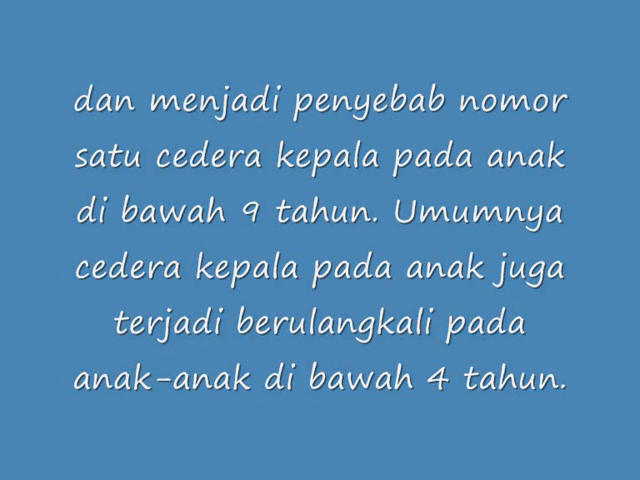 dan menjadi penyebab nomor
satu cedera kepala pada anak
di bawah 9 tahun. Umumnya
cedera kepala pada anak juga
terjadi berulangkali pada
anak-anak di bawah 4 tahun.